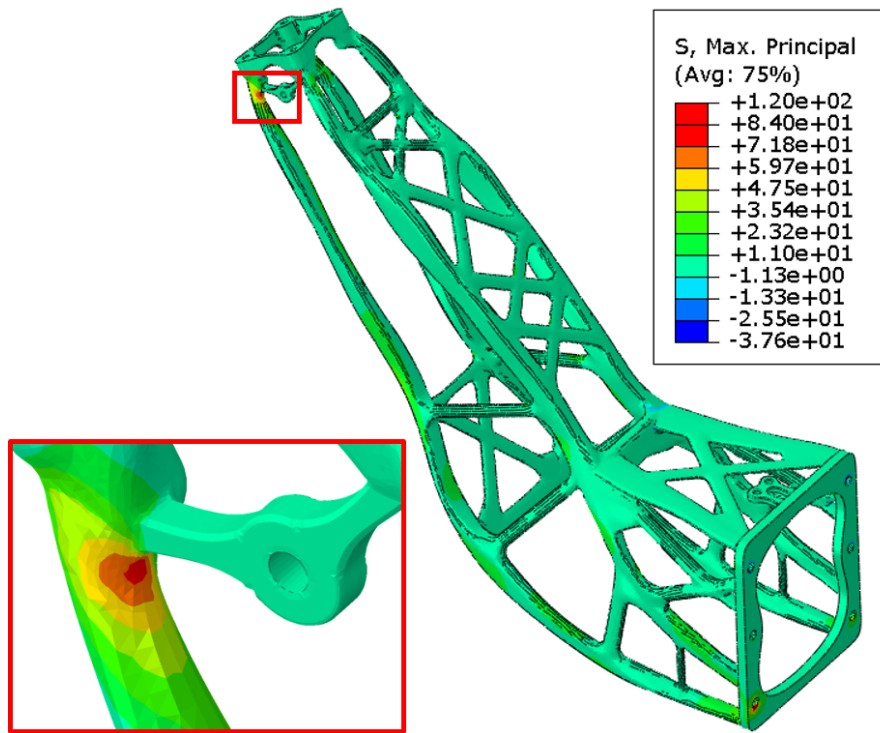 S, Max. Principal
(Avg: 75%)
+1.20e+02
+8.40e+01
+7.18e+01
+5.97e+01
+4.75e+01
+3.54e+01
+2.32e+01
+1.10e+01
-1.13e+00
-1.33e+01
-2.55e+01
-3.76e+01